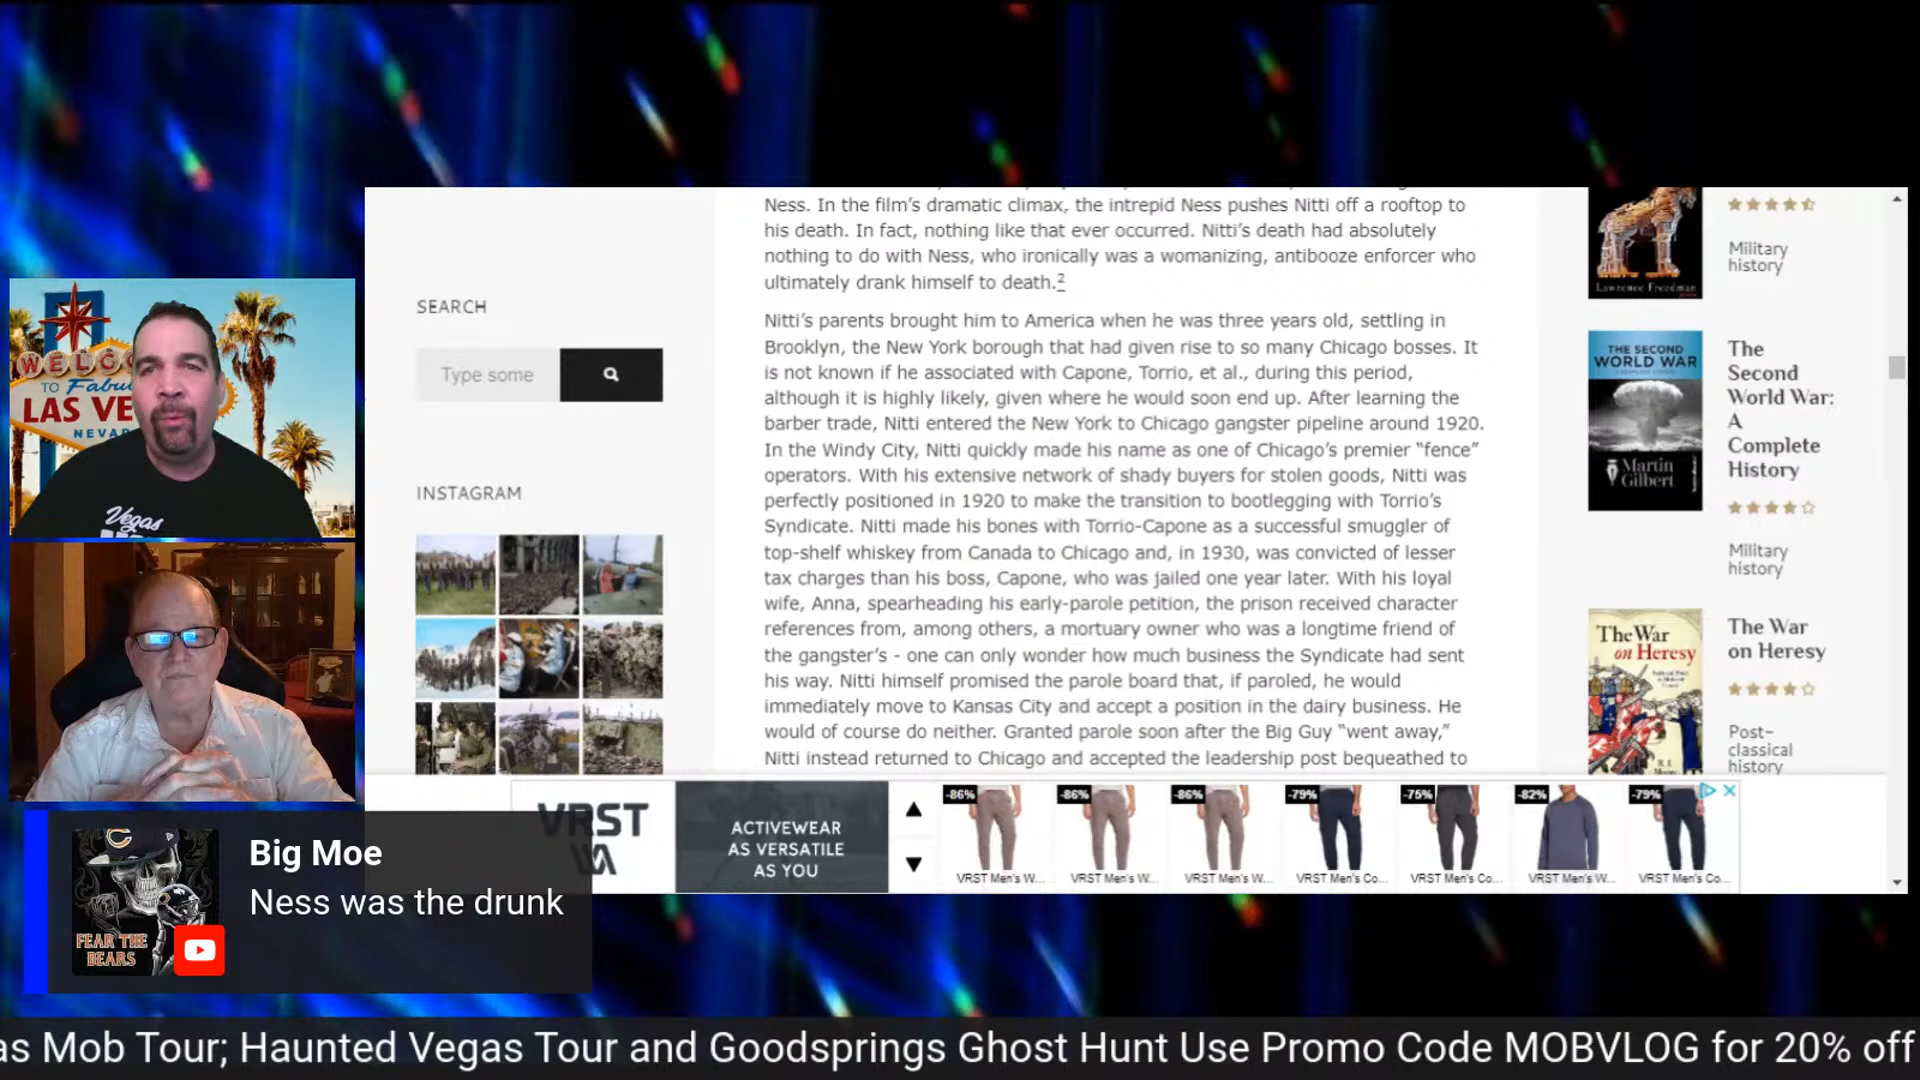 Ness. In the film's dramatic climax, the intrepid Ness pushes Nitti off a rooftop to
his death. In fact, nothing like that ever occurred. Nitti's death had absolutely
nothing to do with Ness, who ironically was a womanizing, antibooze enforcer who
ultimately drank himself to death.2
Nitti's parents brought him to America when he was three years old, settling in
Brooklyn, the New York borough that had given rise to so many Chicago bosses. It
is not known if he associated with Capone, Torrio, et al., during this period,
although it is highly likely, given where he would soon end up. After learning the
barber trade, Nitti entered the New York to Chicago gangster pipeline around 1920.
In the Windy City, Nitti quickly made his name as one of Chicago's premier “fence”
operators. With his extensive network of shady buyers for stolen goods, Nitti was
perfectly positioned in 1920 to make the transition to bootlegging with Torrio's
Syndicate. Nitti made his bones with Torrio-Capone as a successful smuggler of
top-shelf whiskey from Canada to Chicago and, in 1930, was convicted of lesser
tax charges than his boss, Capone, who was jailed one year later. With his loyal
wife, Anna, spearheading his early-parole petition, the prison received character
references from, among others, a mortuary owner who was a longtime friend of
the gangster's - one can only wonder how much business the Syndicate had sent
his way. Nitti himself promised the parole board that, if paroled, he would
immediately move to Kansas City and accept a position in the dairy business. He
would of course do neither. Granted parole soon after the Big Guy “went away,”
Nitti instead returned to Chicago and accepted the leadership post bequeathed to
SEARCH
Type some
INSTAGRAM
Lawrence Freedman
Military
history
THE SECOND
WORLD WAR
Martin
Gilbert
The
Second
World War:
A
Complete
History
Military
history
The War
on Heresy
The War
on Heresy
Post-
classical
history
WELCO
TO Fabu
LAS VE
NEVA
Vegas
VRST
ACTIVEWEAR
AS VERSATILE
AS YOU
-86%
-86%
-86%
-79%
-75%
-82%
-79%
VRST Men's W...
VRST Men's W...
VRST Men's W...
VRST Men's Co...
VRST Men's Co...
VRST Men's W...
VRST Men's Co...
FEAR THE
BEARS
Big Moe
Ness was the drunk
as Mob Tour; Haunted Vegas Tour and Goodsprings Ghost Hunt Use Promo Code MOBVLOG for 20% off